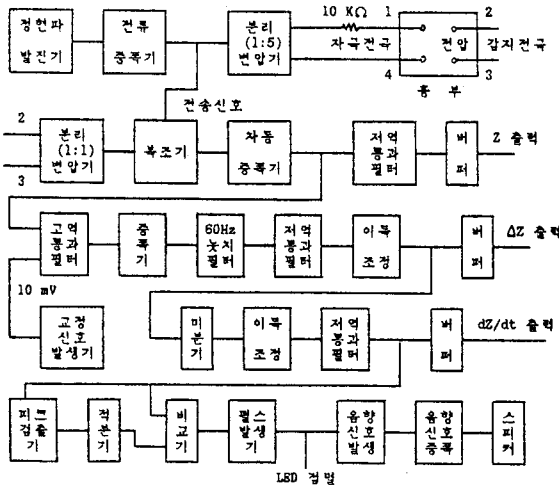 정현파
발진기
전류
증폭기
분리
(1:5)
변압기
10 KΩ
자극전극
1
2
전압
감지전극
4
3
흉 부
전송신호
2
3
분리
(1:1)
변압기
복조기
차동
증폭기
저역
통과
필터
버
퍼
Z 출력
고역
통과
필터
증
폭
기
60Hz
놋치
필터
저역
통과
필터
이득
조정
버
퍼
ΔZ 출력
10 mV
교정
신호
발생기
미
분
기
이득
조정
저역
통과
필터
버
퍼
dZ/dt 출력
피크
검출
기
적
분
기
비
교
기
펄스
발생
기
음향
신호
발생
음향
신호
증폭
스
피
커
LED 점멸